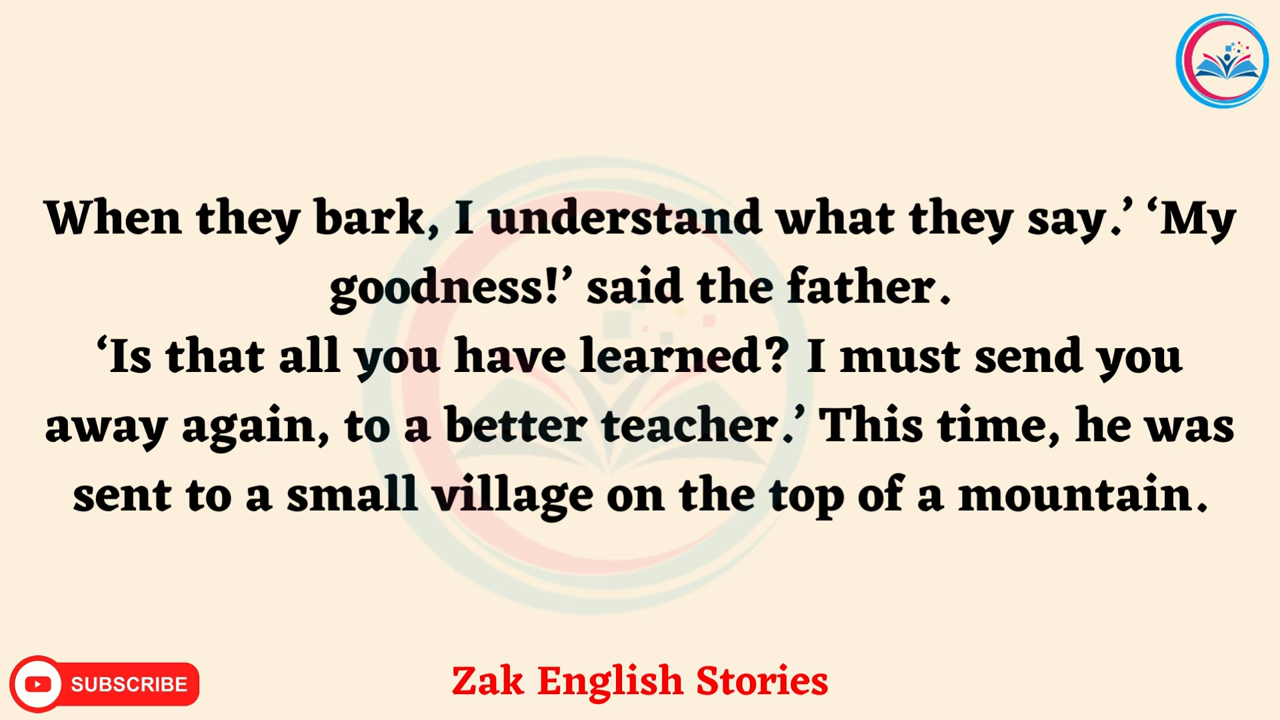 When they bark, I understand what they say.’ ‘My
goodness!’ said the father.
‘Is that all you have learned? I must send you
away again, to a better teacher.’ This time, he was
sent to a small village on the top of a mountain.
SUBSCRIBE
Zak English Stories